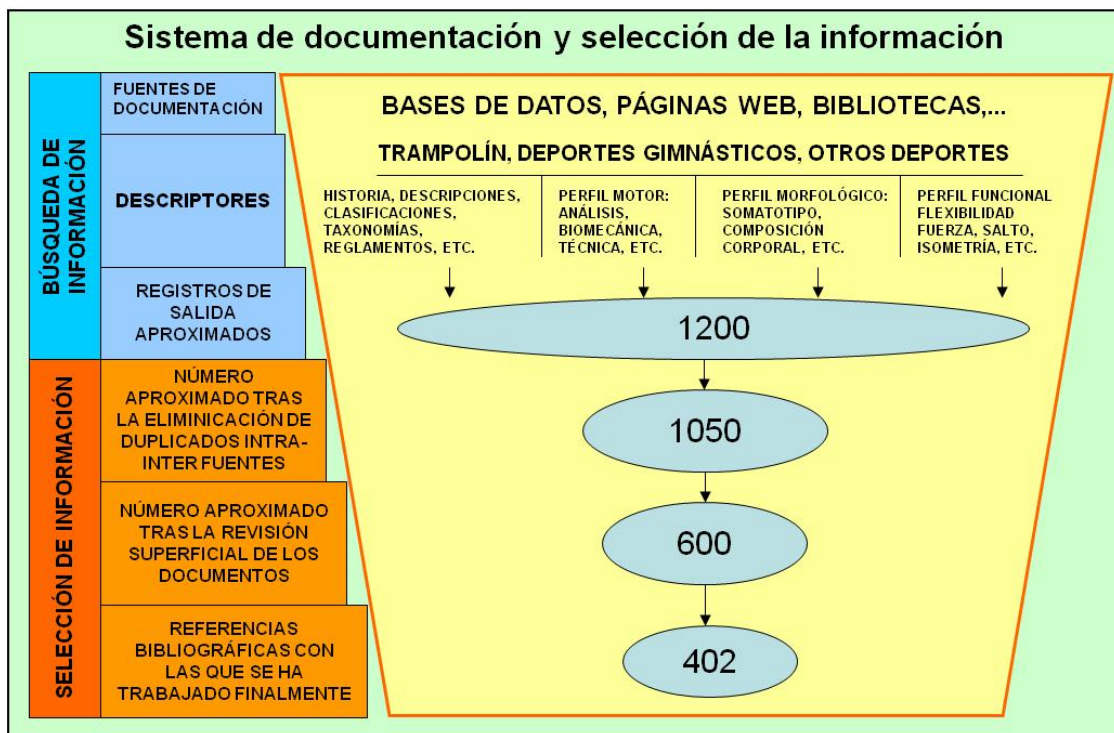 Sistema de documentación y selección de la información
BÚSQUEDA DE
INFORMACIÓN
FUENTES DE
DOCUMENTACIÓN
BASES DE DATOS, PÁGINAS WEB, BIBLIOTECAS,...
DESCRIPTORES
TRAMPOLÍN, DEPORTES GIMNÁSTICOS, OTROS DEPORTES
HISTORIA, DESCRIPCIONES,
CLASIFICACIONES,
TAXONOMÍAS,
REGLAMENTOS, ETC.
PERFIL MOTOR:
ANÁLISIS,
BIOMECÁNICA,
TÉCNICA, ETC.
PERFIL MORFOLÓGICO:
SOMATOTIPO,
COMPOSICIÓN
CORPORAL, ETC.
PERFIL FUNCIONAL
FLEXIBILIDAD
FUERZA, SALTO,
ISOMETRÍA, ETC.
REGISTROS DE
SALIDA
APROXIMADOS
1200
SELECCIÓN DE INFORMACIÓN
NÚMERO
APROXIMADO TRAS
LA ELIMINICACIÓN DE
DUPLICADOS INTRA-
INTER FUENTES
1050
NÚMERO APROXIMADO
TRAS LA REVISIÓN
SUPERFICIAL DE LOS
DOCUMENTOS
600
REFERENCIAS
BIBLIOGRÁFICAS CON
LAS QUE SE HA
TRABAJADO FINALMENTE
402